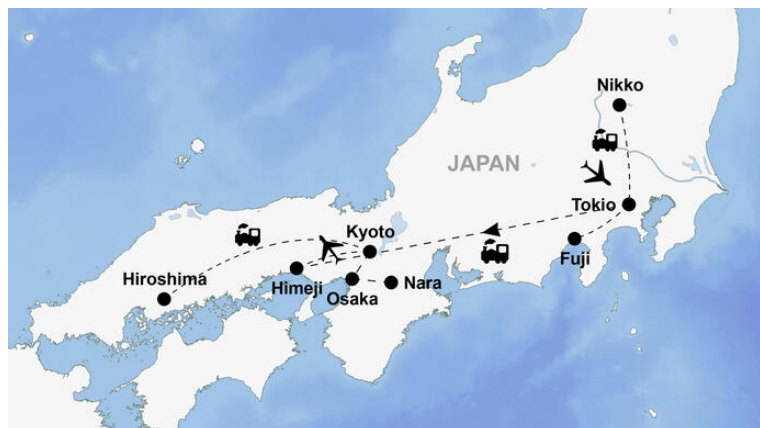 Nikko
JAPAN
Tokio
Kyoto
Fuji
Hiroshima
Himeji
Nara
Osaka